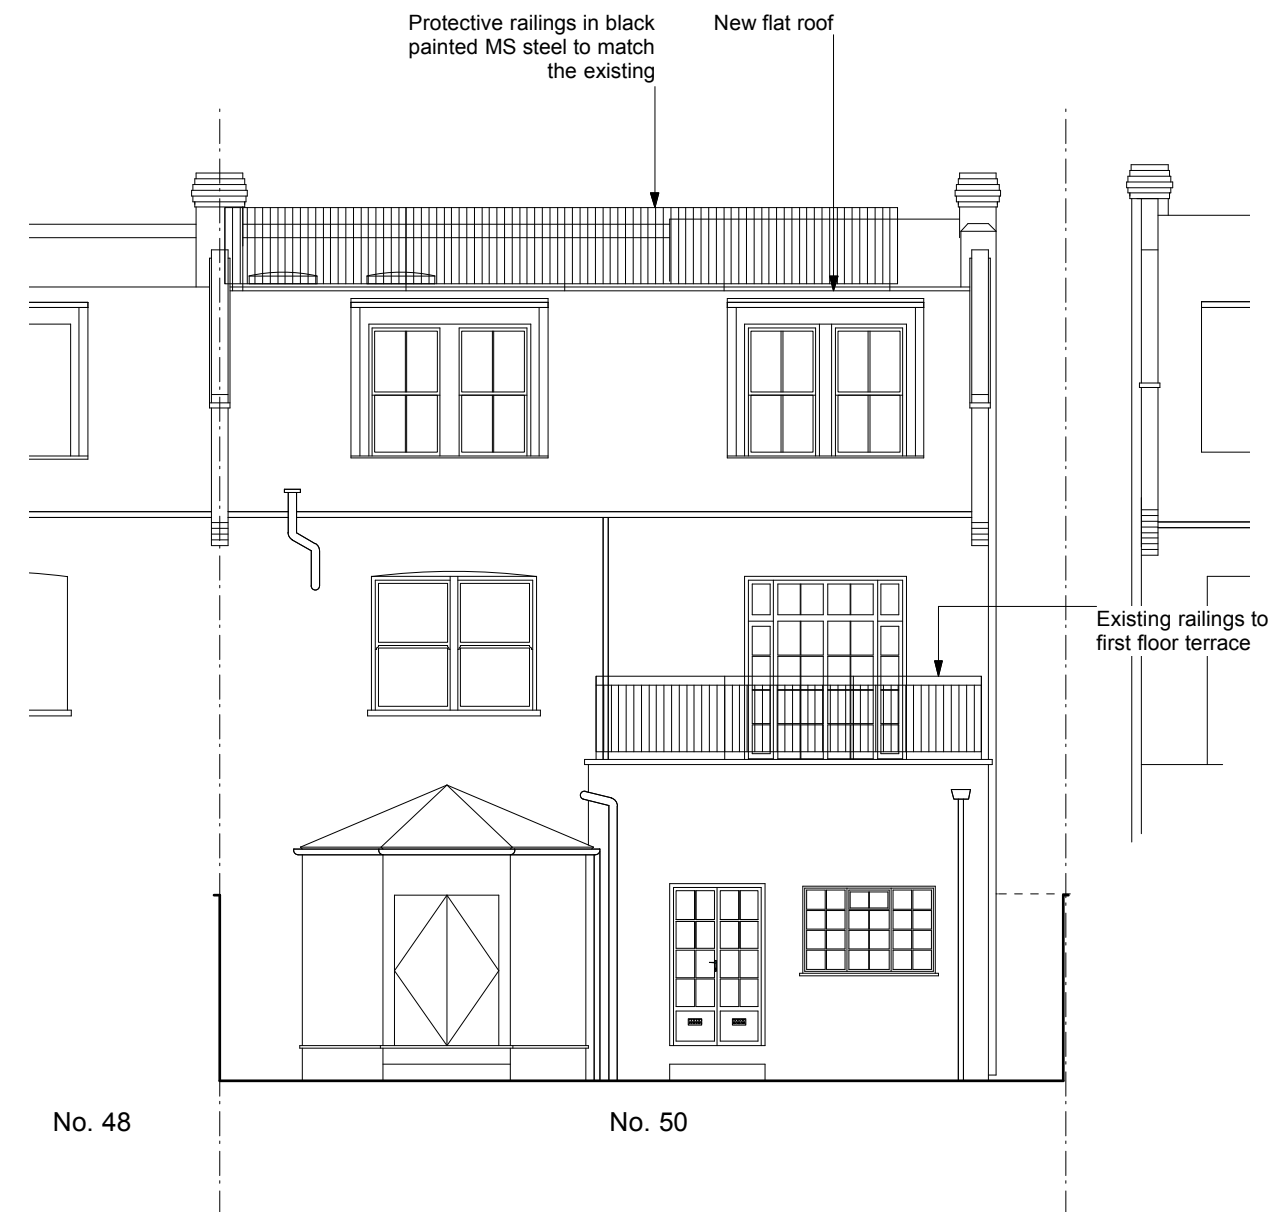 Protective railings in black
painted MS steel to match
the existing
New flat roof
Existing railings to
first floor terrace
No. 48
No. 50